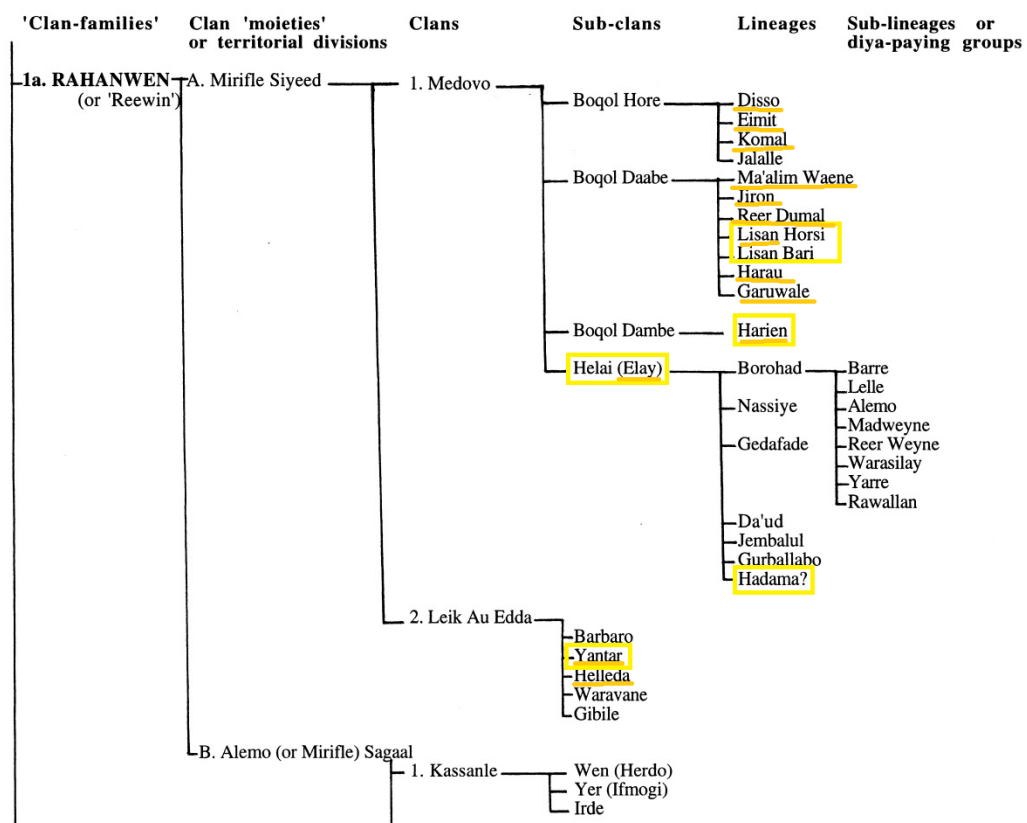 'Clan-families' Clan 'moieties' Clans Sub-clans Lineages Sub-lineages or
or territorial divisions diya-paying groups
1a. RAHANWEN A. Mirifle Siyeed 1. Medovo
(or 'Reewin') Boqol Hore Disso
Eimit
Komal
Jalalle
Boqol Daabe Ma'alim Waene
Jiron
Reer Dumal
Lisan Horsi
Lisan Bari
Harau
Garuwale
Boqol Dambe Harien
Helai (Elay) Borohad Barre
Lelle
Nassiye Alemo
Madweyne
Gedafade Reer Weyne
Warasilay
Yarre
Rawallan
Da'ud
Jembalul
Gurballabo
Hadama?
2. Leik Au Edda
Barbaro
Yantar
Helleda
Waravane
Gibile
B. Alemo (or Mirifle) Sagaal
1. Kassanle Wen (Herdo)
Yer (Ifmogi)
Irde